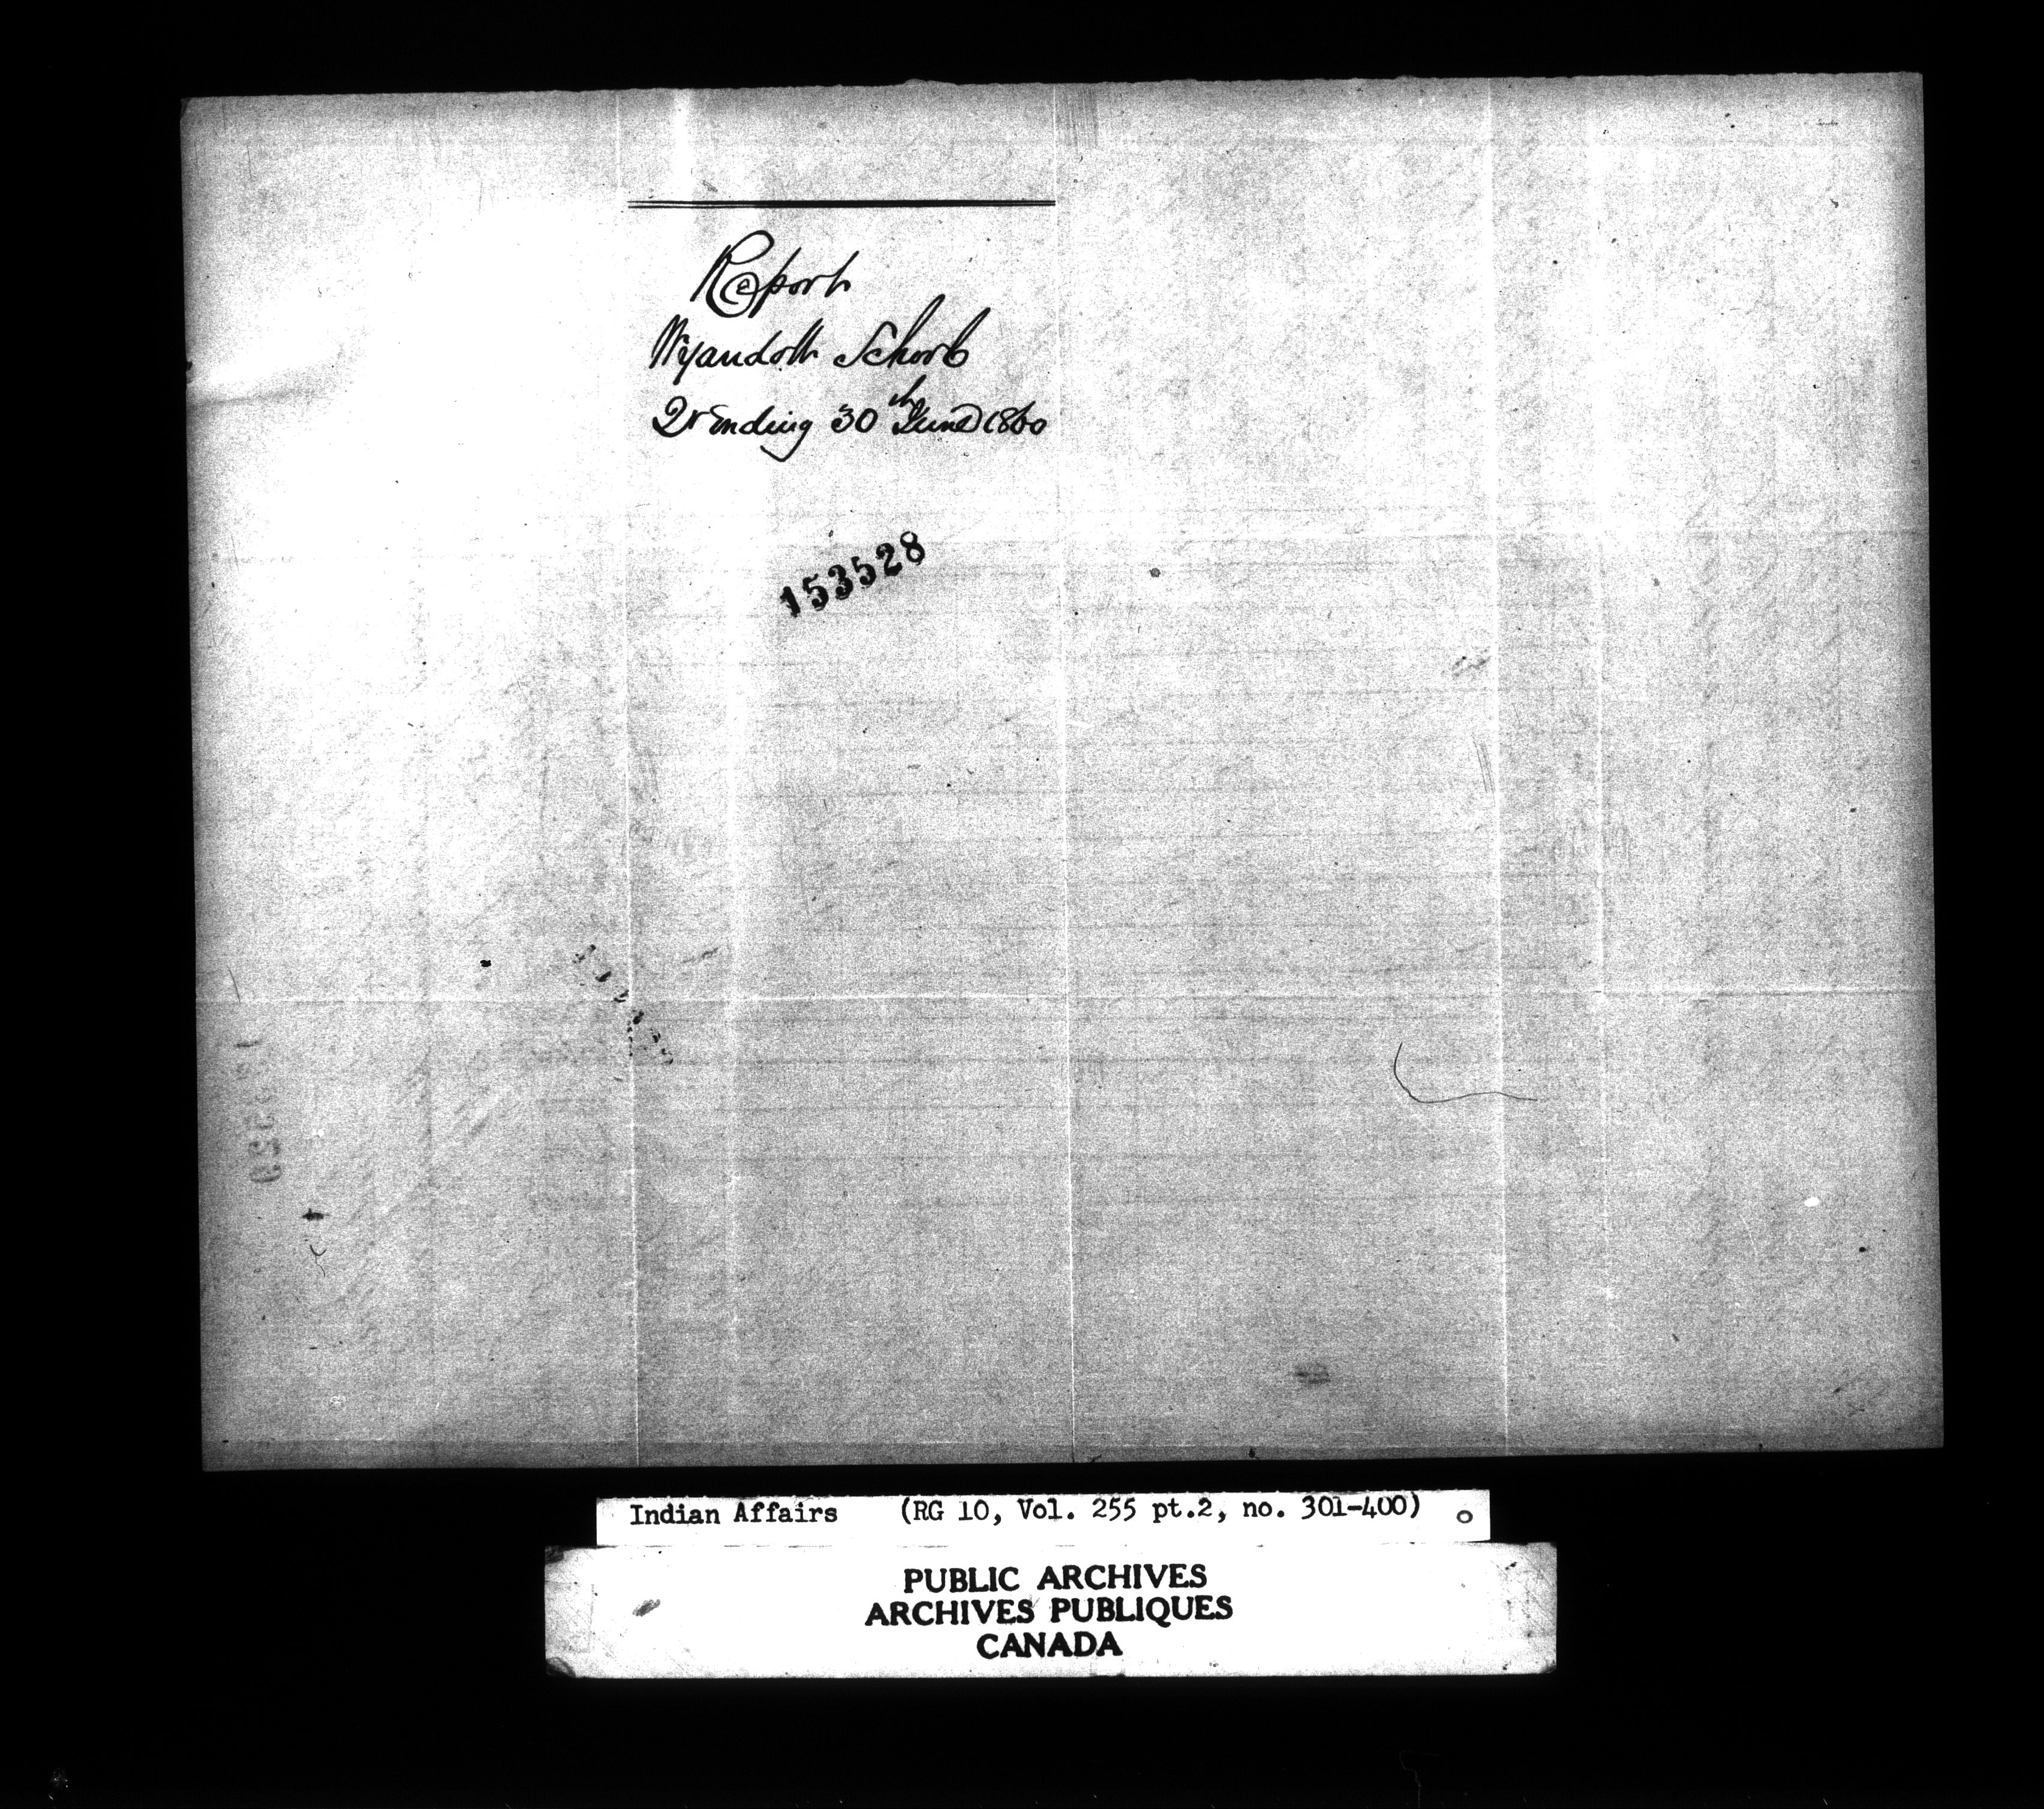 Report
Wyandott School
Qr Ending 30th June 1860
153528
Indian Affairs (RG 10, Vol. 255 pt.2, no. 301-400)
PUBLIC ARCHIVES
ARCHIVES PUBLIQUES
CANADA